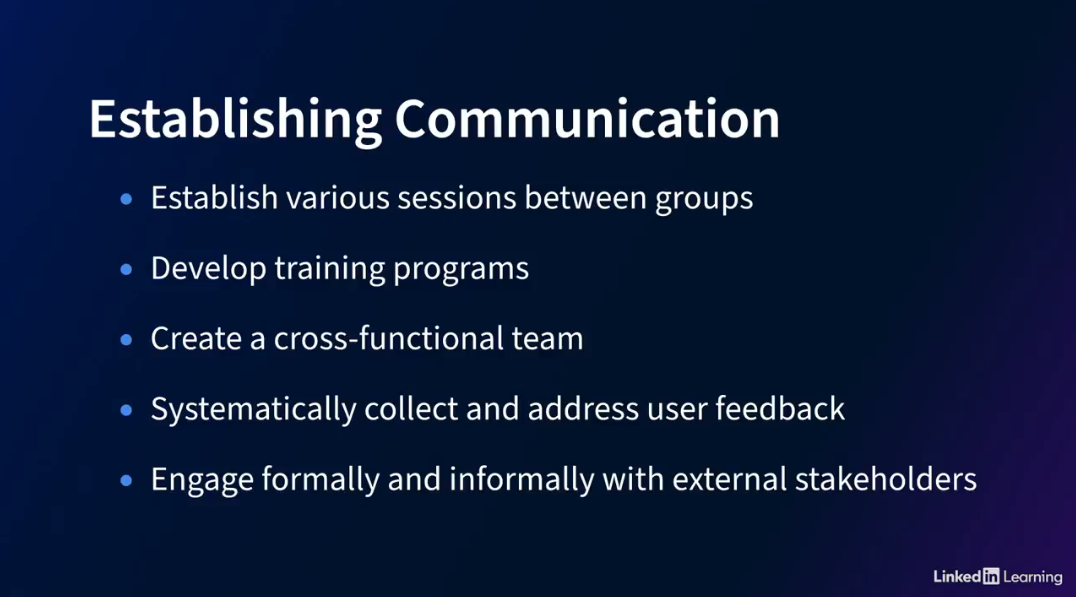 Establishing Communication
Establish various sessions between groups
Develop training programs
Create a cross-functional team
Systematically collect and address user feedback
Engage formally and informally with external stakeholders
Linked in Learning